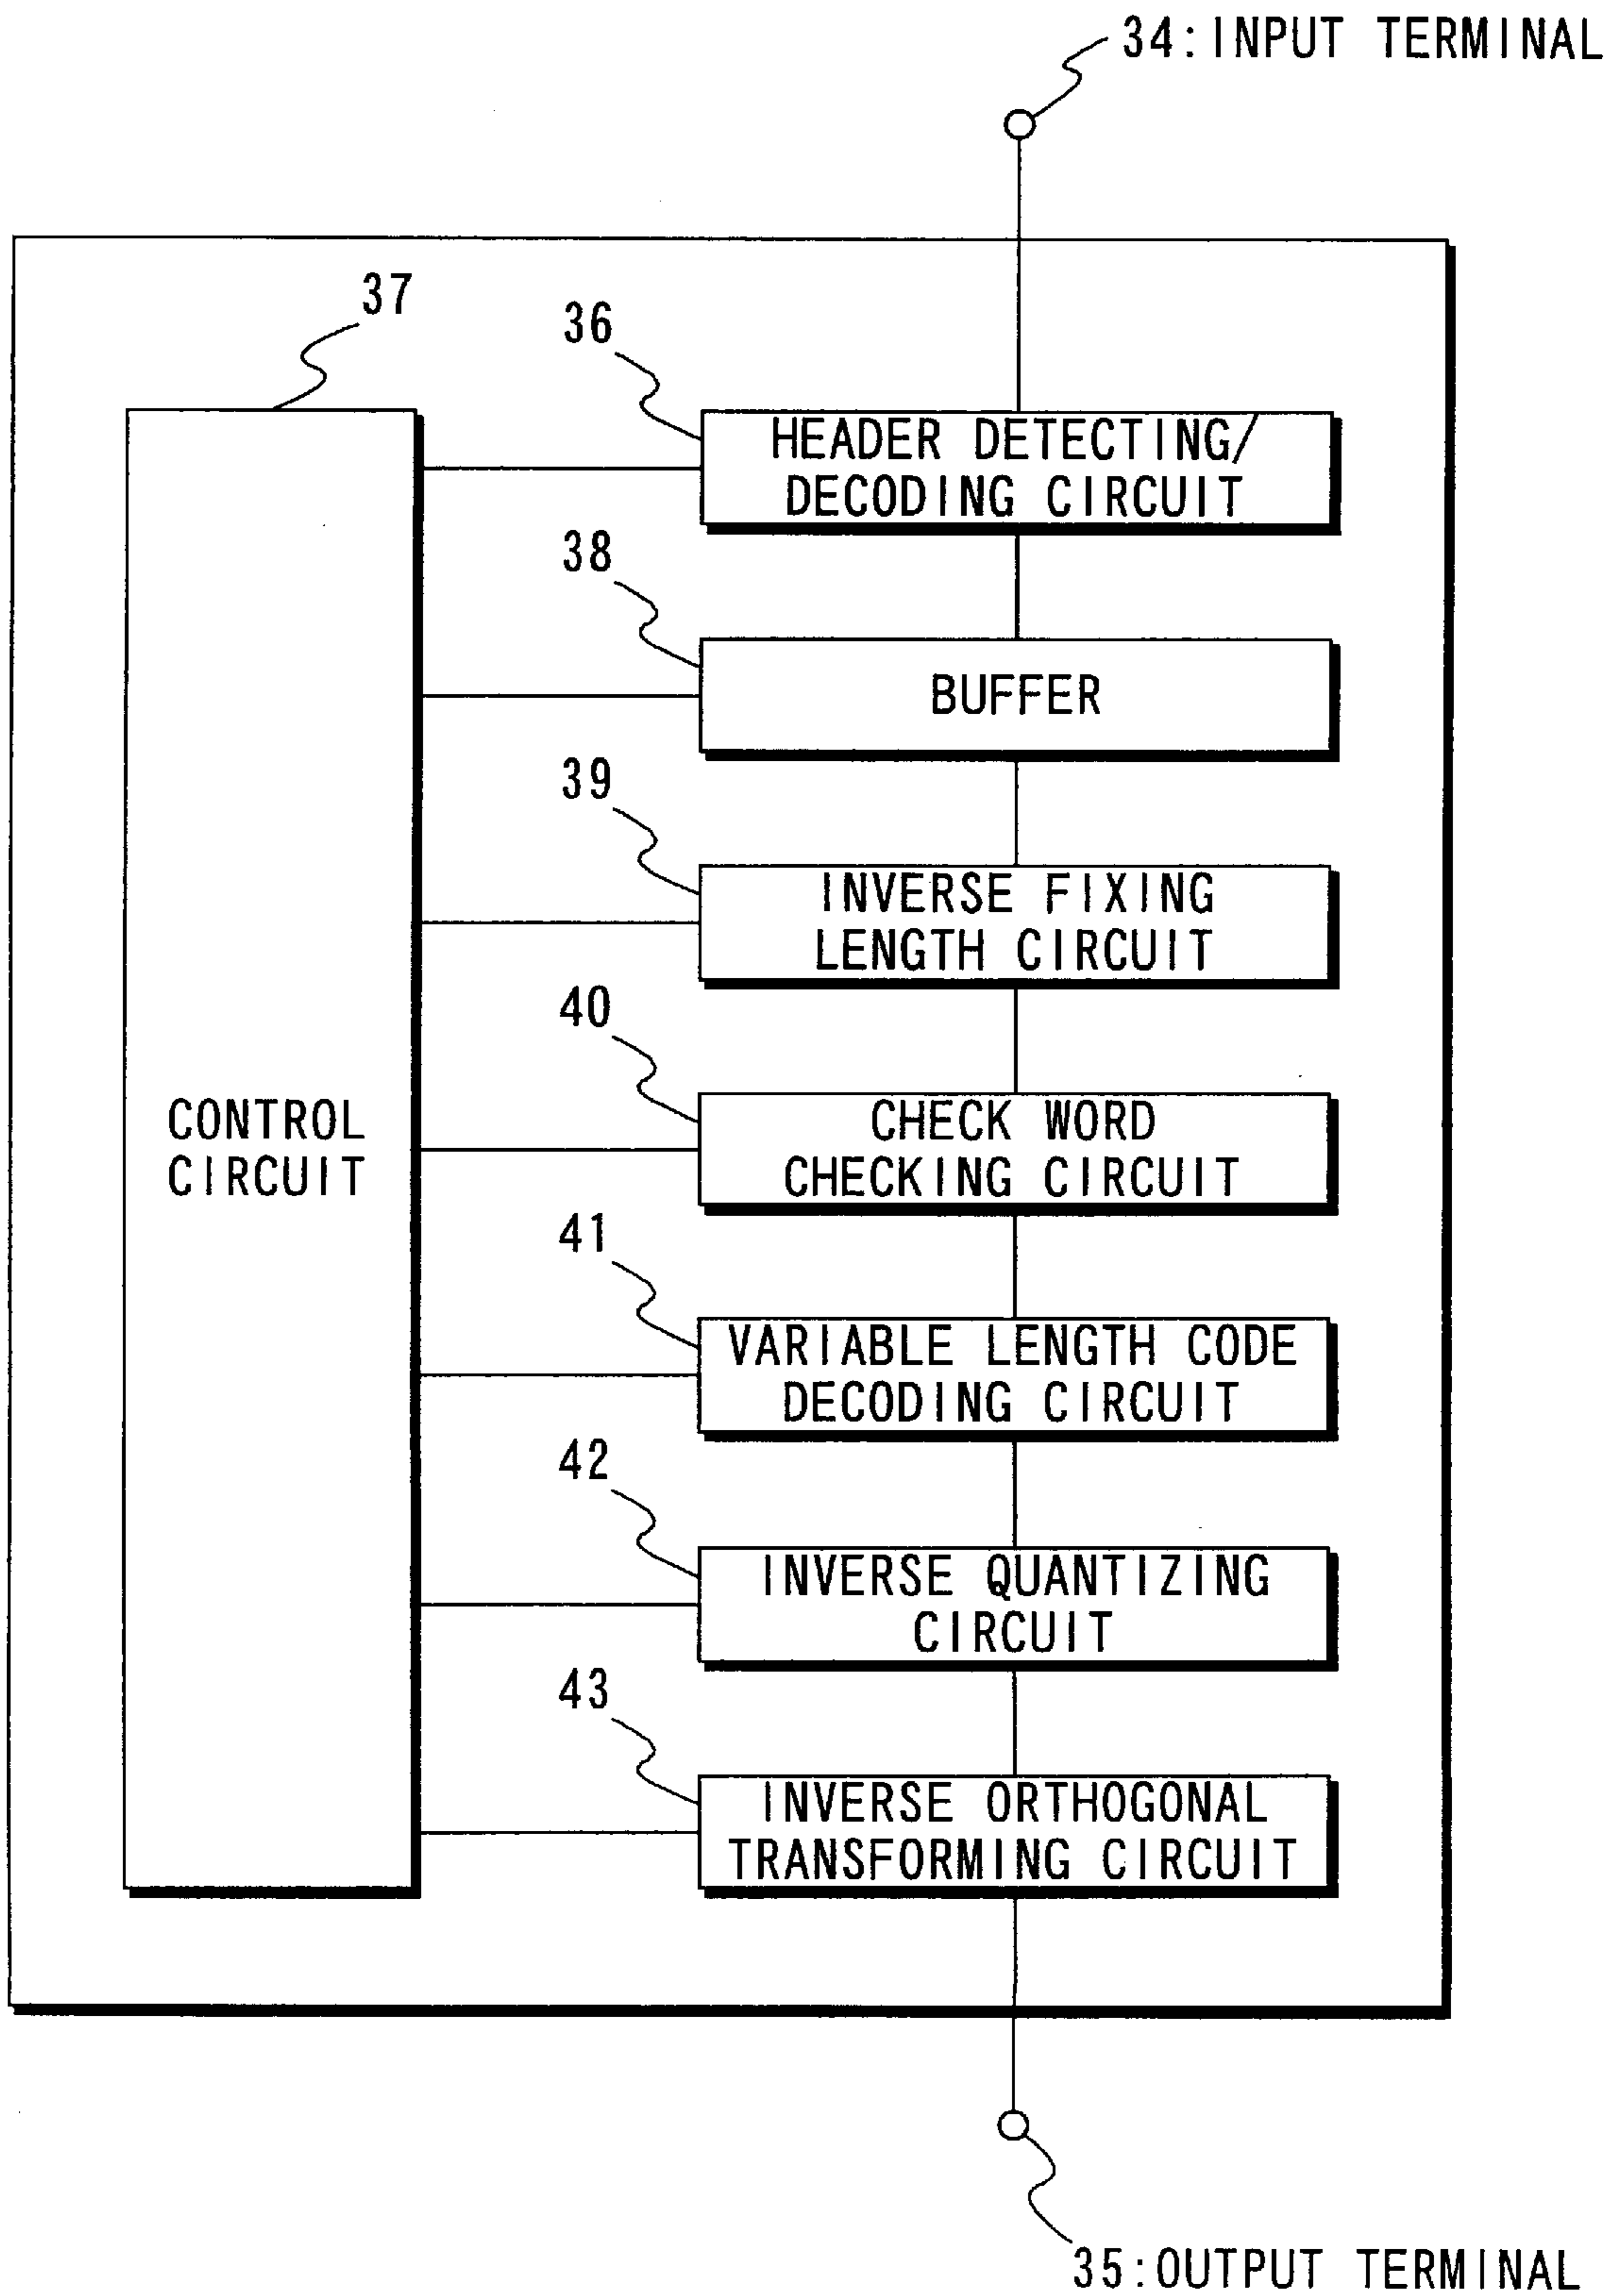 34:INPUT TERMINAL
37
36
HEADER DETECTING/
DECODING CIRCUIT
38
BUFFER
39
INVERSE FIXING
LENGTH CIRCUIT
40
CONTROL
CIRCUIT
CHECK WORD
CHECKING CIRCUIT
41
VARIABLE LENGTH CODE
DECODING CIRCUIT
42
INVERSE QUANTIZING
CIRCUIT
43
INVERSE ORTHOGONAL
TRANSFORMING CIRCUIT
35:OUTPUT TERMINAL